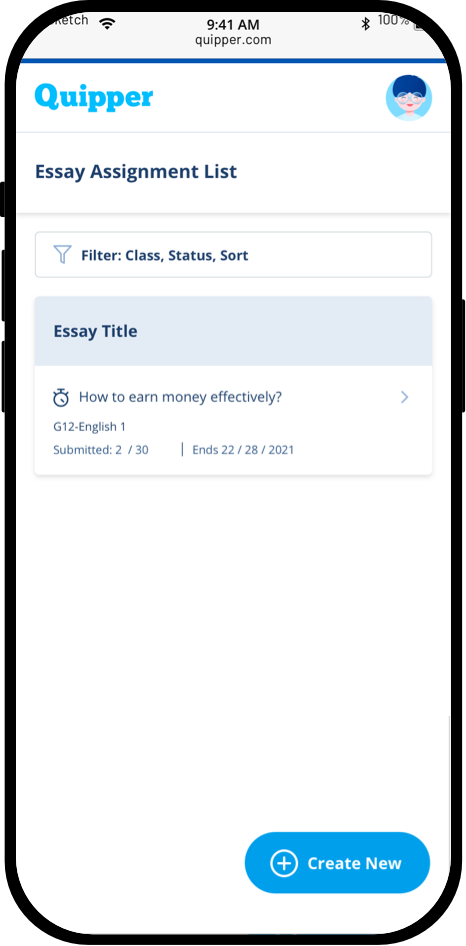 9:41 AM
100%
quipper.com
Quipper
Essay Assignment List
Filter: Class, Status, Sort
Essay Title
How to earn money effectively?
G12-English 1
Submitted: 2 / 30 | Ends 22 / 28 / 2021
Create New